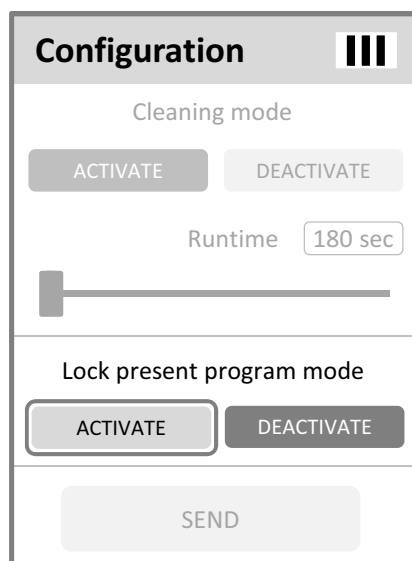 Configuration
Cleaning mode
ACTIVATE DEACTIVATE
Runtime 180 sec
Lock present program mode
ACTIVATE DEACTIVATE
SEND